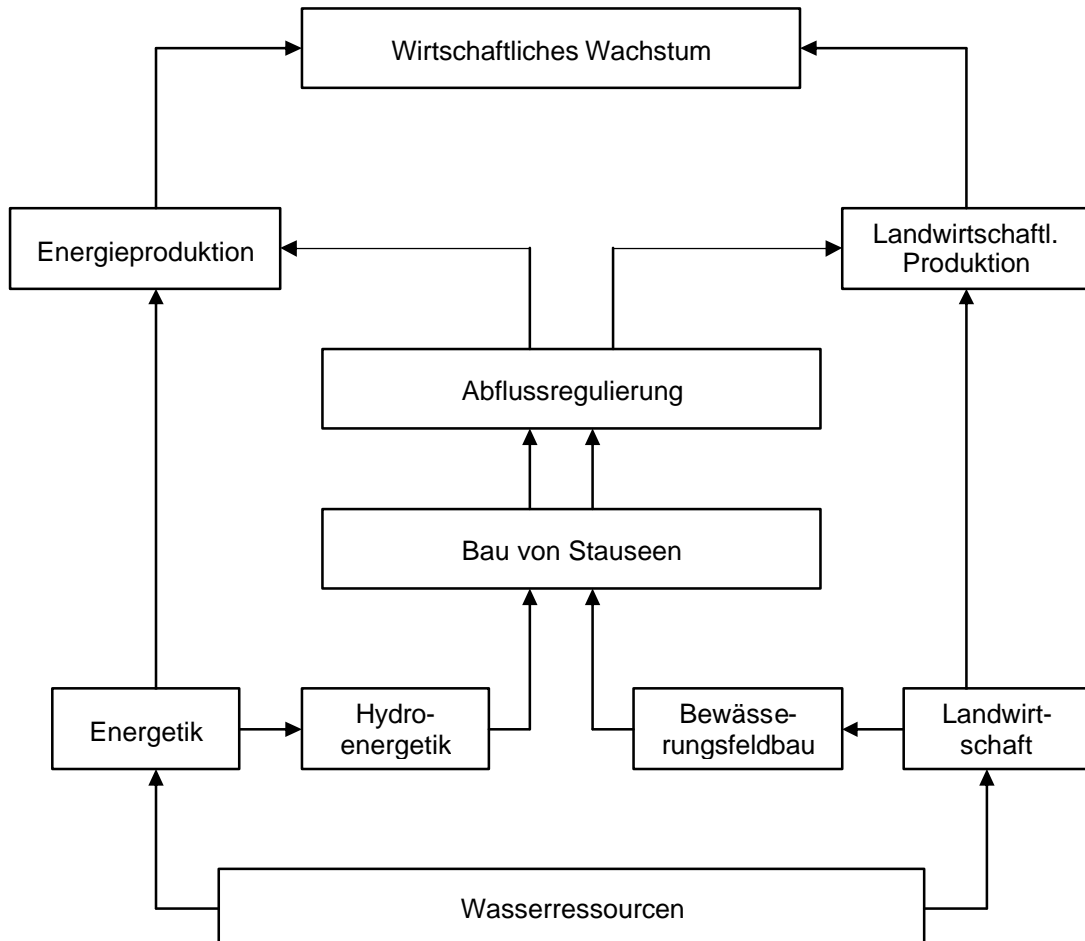 Wirtschaftliches Wachstum
Energieproduktion
Landwirtschaftl.
Produktion
Abflussregulierung
Bau von Stauseen
Energetik
Hydro-
energetik
Bewässe-
rungsfeldbau
Landwirt-
schaft
Wasserressourcen